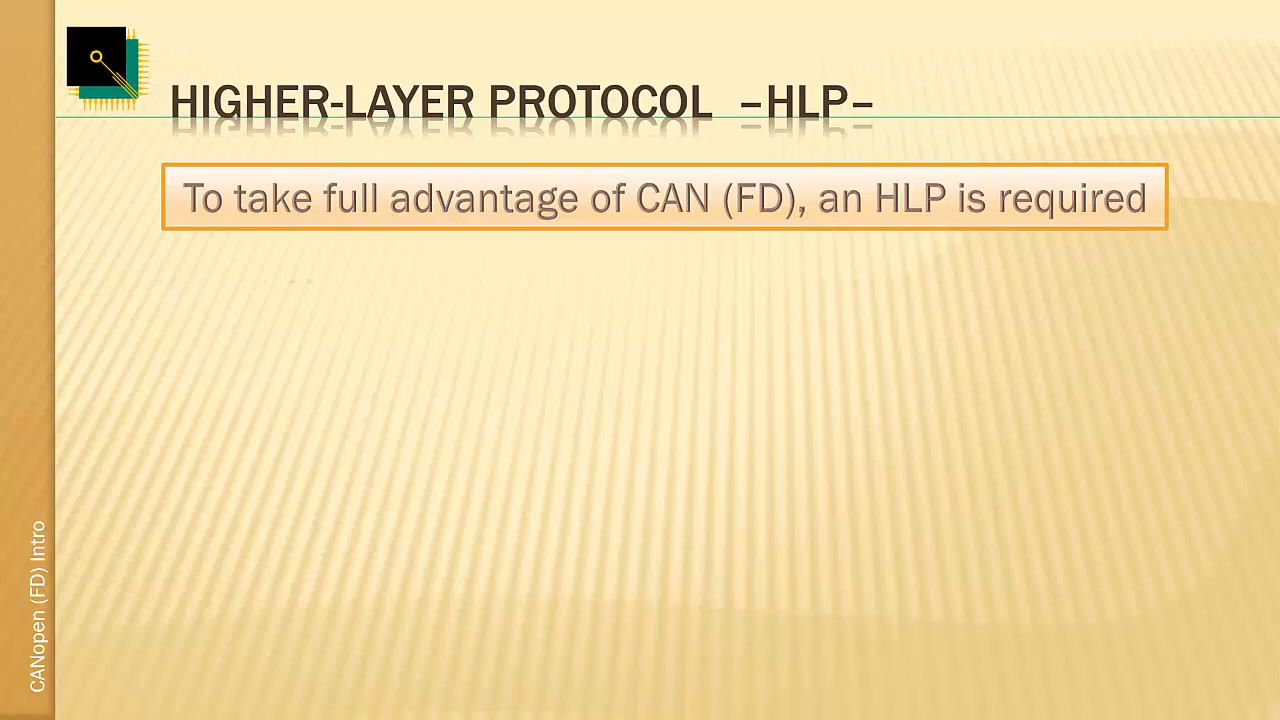 HIGHER-LAYER PROTOCOL –HLP–
To take full advantage of CAN (FD), an HLP is required
CANopen (FD) Intro